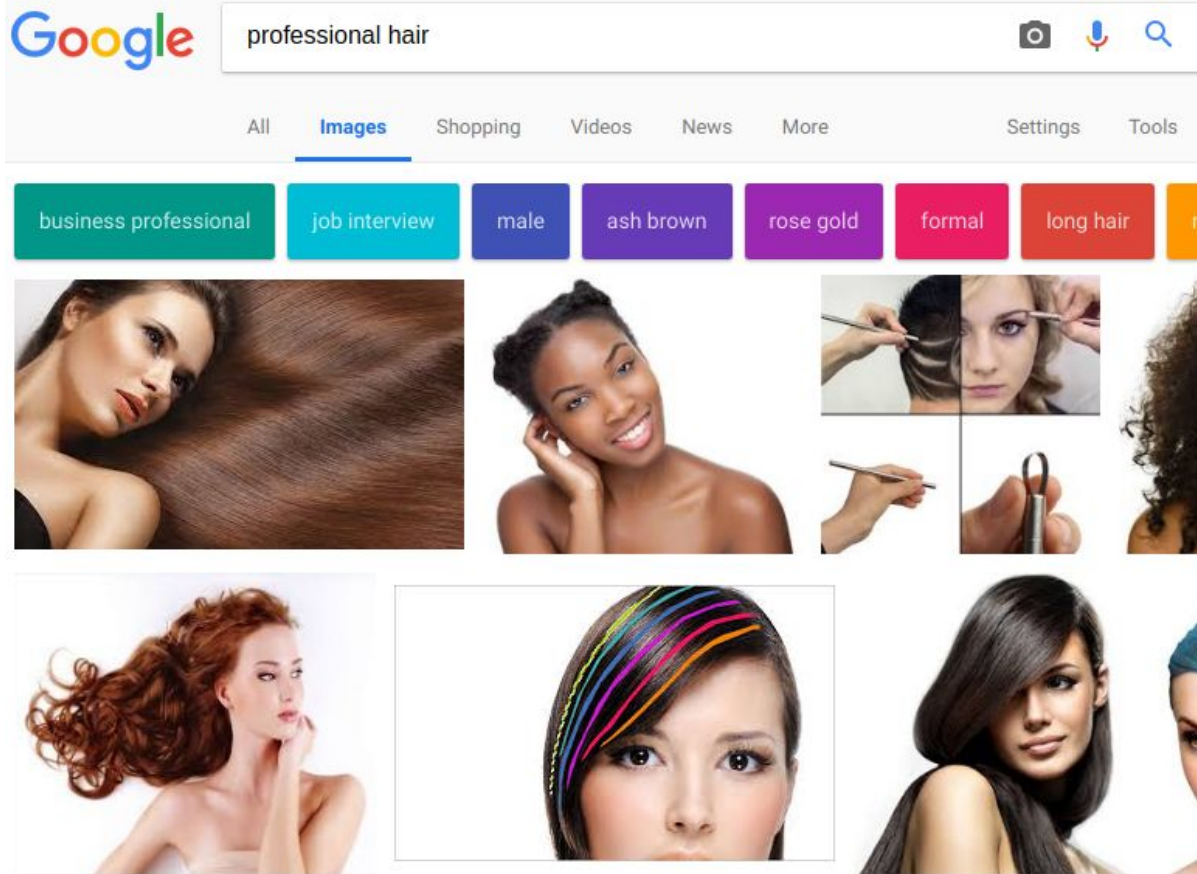 Google professional hair
All Images Shopping Videos News More Settings Tools
business professional job interview male ash brown rose gold formal long hair